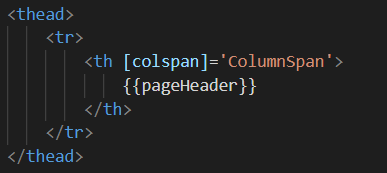 <thead>
<tr>
<th [colspan]='ColumnSpan'>
{{pageHeader}}
</th>
</tr>
</thead>